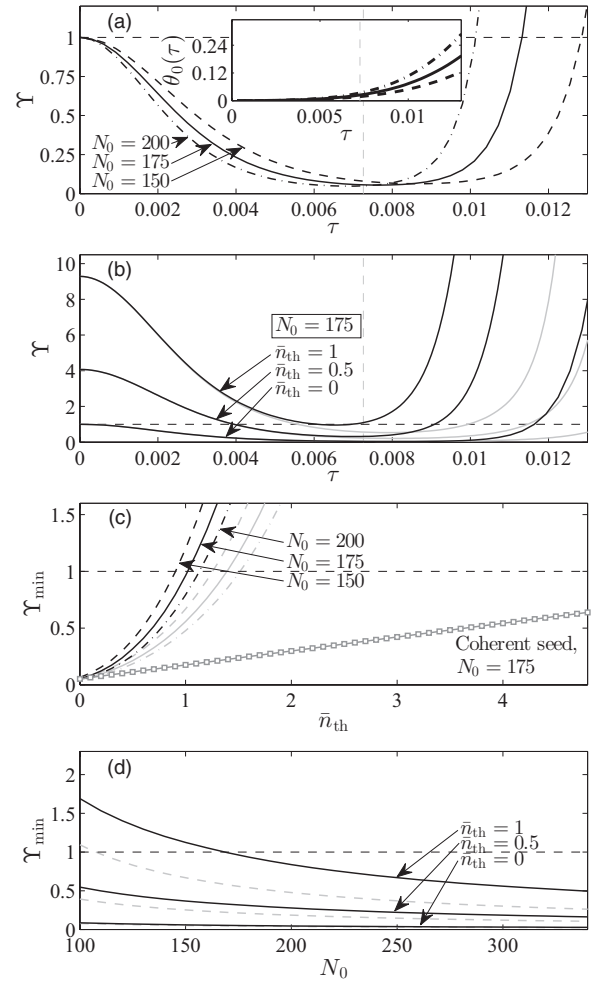 (a)
1
0.75
0.5
0.25
0
ϒ
θ₀(τ)
0.24
0.12
0
0.005
0.01
τ
N₀ = 200
N₀ = 175
N₀ = 150
0
0.002
0.004
0.006
0.008
0.01
0.012
τ
(b)
10
8
6
4
2
0
ϒ
N₀ = 175
n̄th = 1
n̄th = 0.5
n̄th = 0
0
0.002
0.004
0.006
0.008
0.01
0.012
τ
(c)
1.5
1
0.5
0
ϒmin
N₀ = 200
N₀ = 175
N₀ = 150
Coherent seed,
N₀ = 175
0
1
2
3
4
n̄th
(d)
2
1.5
1
0.5
0
ϒmin
n̄th = 1
n̄th = 0.5
n̄th = 0
100
150
200
250
300
N₀